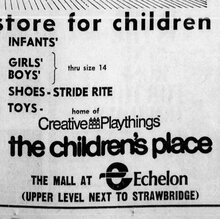 store for children
INFANTS'
GIRLS'
BOYS'
thru size 14
SHOES - STRIDE RITE
TOYS -
home of
Creative Playthings®
the children's place
THE MALL AT Echelon
(UPPER LEVEL NEXT TO STRAWBRIDGE)